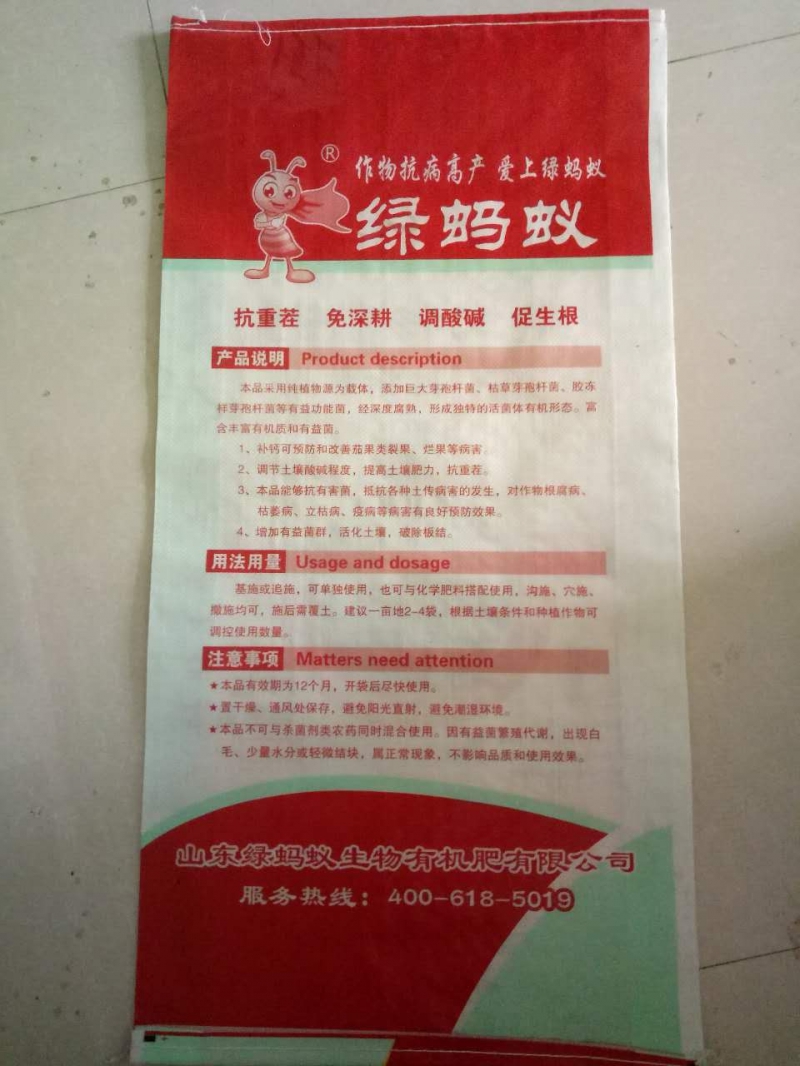 ®
作物抗病高产 爱上绿蚂蚁
绿蚂蚁
抗重茬 免深耕 调酸碱 促生根
产品说明 Product description
本品采用纯植物源为载体，添加巨大芽孢杆菌、枯草芽孢杆菌、胶冻
样芽孢杆菌等有益功能菌，经深度腐熟，形成独特的活菌体有机形态。富
含丰富有机质和有益菌。
1、补钙可预防和改善茄果类裂果、烂果等病害。
2、调节土壤酸碱程度，提高土壤肥力，抗重茬。
3、本品能够抗有害菌，抵抗各种土传病害的发生，对作物根腐病、
枯萎病、立枯病、疫病等病害有良好预防效果。
4、增加有益菌群，活化土壤，破除板结。
用法用量 Usage and dosage
基施或追施，可单独使用，也可与化学肥料搭配使用，沟施、穴施、
撒施均可，施后需覆土。建议一亩地2-4袋，根据土壤条件和种植作物可
调控使用数量。
注意事项 Matters need attention
★本品有效期为12个月，开袋后尽快使用。
★置干燥、通风处保存，避免阳光直射，避免潮湿环境。
★本品不可与杀菌剂类农药同时混合使用。因有益菌繁殖代谢，出现白
毛、少量水分或轻微结块，属正常现象，不影响品质和使用效果。
山东绿蚂蚁生物有机肥有限公司
服务热线：400-618-5019